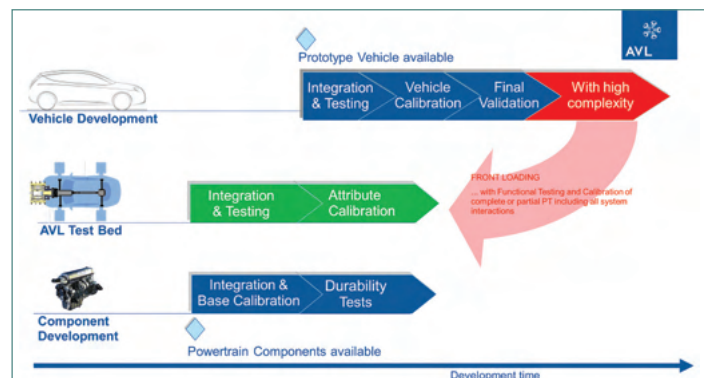 AVL
Prototype Vehicle available
Integration
& Testing
Vehicle
Calibration
Final
Validation
With high
complexity
Vehicle Development
FRONT LOADING
... with Functional Testing and Calibration of
complete or partial PT including all system
interactions
Integration
& Testing
Attribute
Calibration
AVL Test Bed
Integration &
Base Calibration
Durability
Tests
Component
Development
Powertrain Components available
Development time